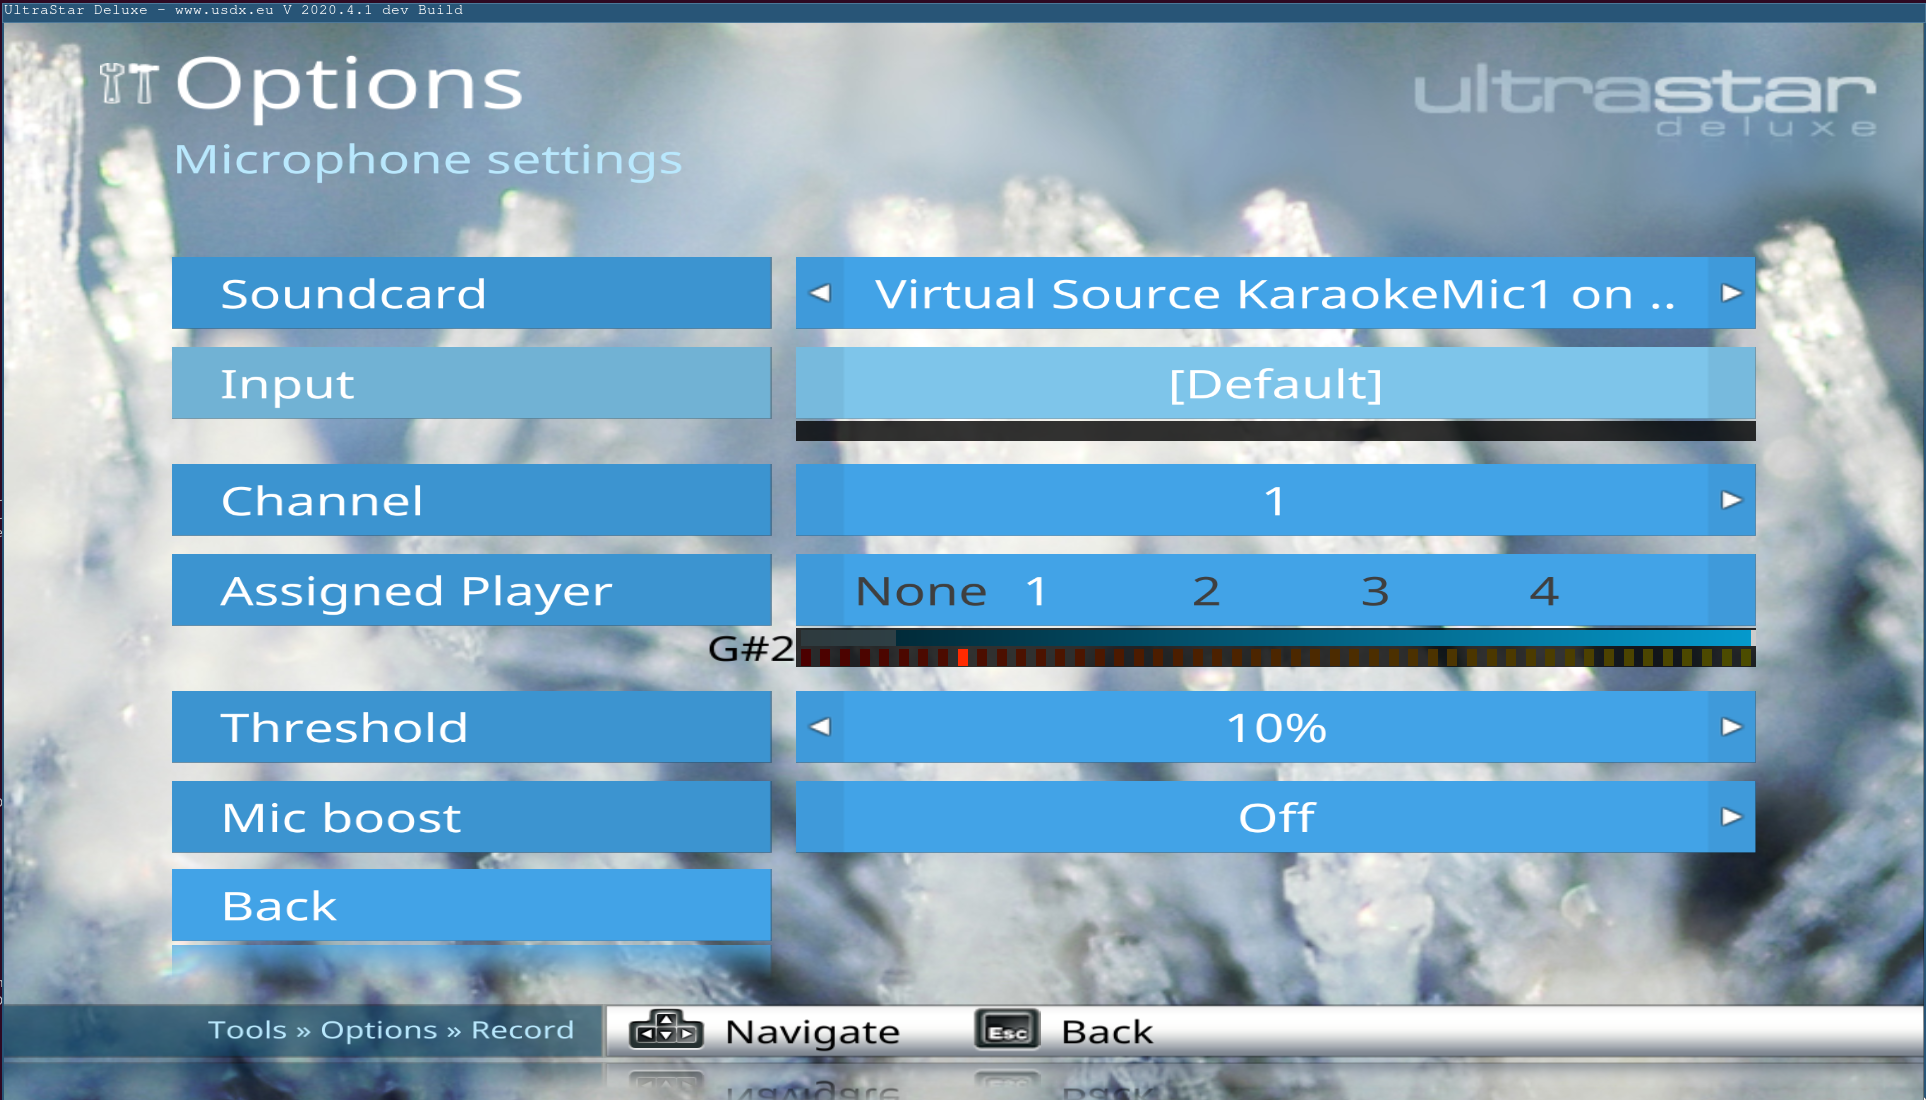 UltraStar Deluxe - www.usdx.eu V 2020.4.1 dev Build
Options
ultrastar
deluxe
Microphone settings
Soundcard
Virtual Source KaraokeMic1 on ..
Input
[Default]
Channel
1
Assigned Player
None 1 2 3 4
G#2
Threshold
10%
Mic boost
Off
Back
Tools » Options » Record
Navigate
Esc
Back